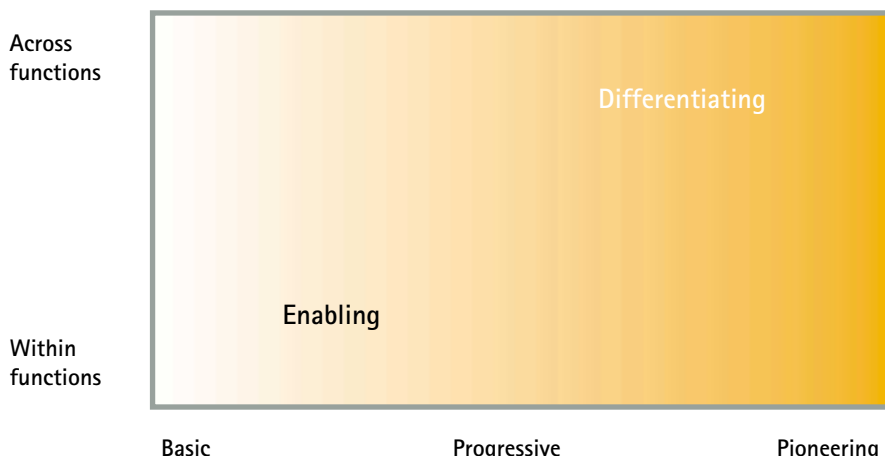 Across
functions
Differentiating
Enabling
Within
functions
Basic Progressive Pioneering